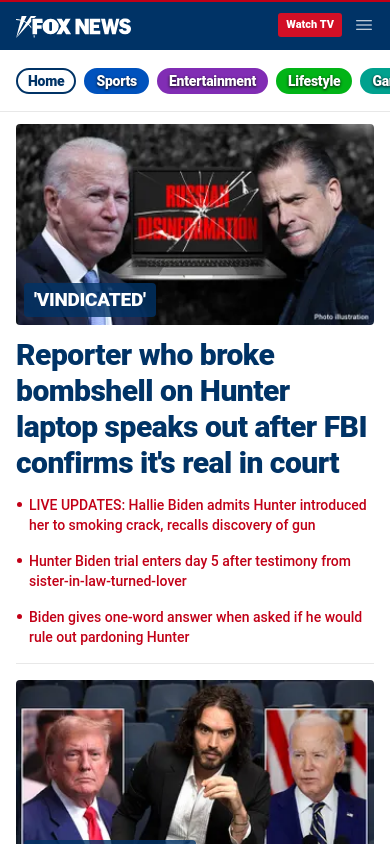 FOX NEWS
Watch TV
Home
Sports
Entertainment
Lifestyle
Ga
RUSSIAN
DISINFORMATION
'VINDICATED'
Photo illustration
Reporter who broke
bombshell on Hunter
laptop speaks out after FBI
confirms it's real in court
• LIVE UPDATES: Hallie Biden admits Hunter introduced
her to smoking crack, recalls discovery of gun
• Hunter Biden trial enters day 5 after testimony from
sister-in-law-turned-lover
• Biden gives one-word answer when asked if he would
rule out pardoning Hunter